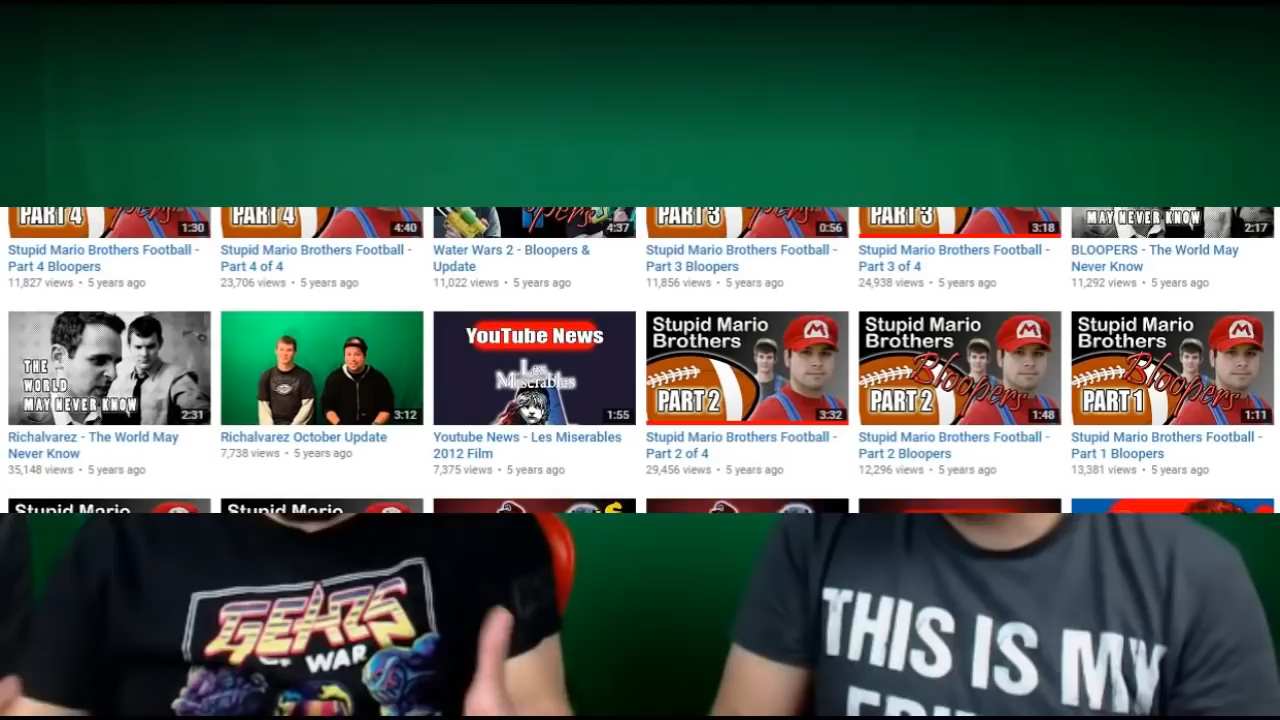 PART 4
1:30
PART 4
4:40
4:37
PART 3
0:56
PART 3
3:18
MAY NEVER KNOW
2:17
Stupid Mario Brothers Football -
Part 4 Bloopers
11,827 views • 5 years ago
Stupid Mario Brothers Football -
Part 4 of 4
23,706 views • 5 years ago
Water Wars 2 - Bloopers &
Update
11,022 views • 5 years ago
Stupid Mario Brothers Football -
Part 3 Bloopers
11,856 views • 5 years ago
Stupid Mario Brothers Football -
Part 3 of 4
24,938 views • 5 years ago
BLOOPERS - The World May
Never Know
11,292 views • 5 years ago
THE
WORLD
MAY NEVER KNOW
2:31
3:12
YouTube News
Les
Misérables
1:55
Stupid Mario
Brothers
PART 2
3:32
Stupid Mario
Brothers
Bloopers
PART 2
1:48
Stupid Mario
Brothers
Bloopers
PART 1
1:11
Richalvarez - The World May
Never Know
35,148 views • 5 years ago
Richalvarez October Update
7,738 views • 5 years ago
Youtube News - Les Miserables
2012 Film
7,375 views • 5 years ago
Stupid Mario Brothers Football -
Part 2 of 4
29,456 views • 5 years ago
Stupid Mario Brothers Football -
Part 2 Bloopers
12,296 views • 5 years ago
Stupid Mario Brothers Football -
Part 1 Bloopers
13,381 views • 5 years ago
Stupid Mario
Stupid Mario
GEARS
OF WAR
THIS IS MY